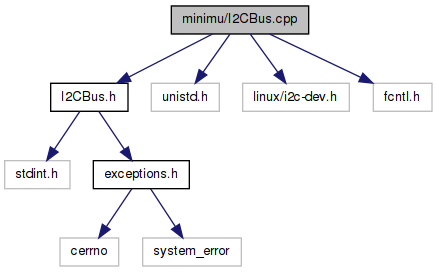 minimu/I2CBus.cpp
I2CBus.h
unistd.h
linux/i2c-dev.h
fcntl.h
stdint.h
exceptions.h
cerrno
system_error